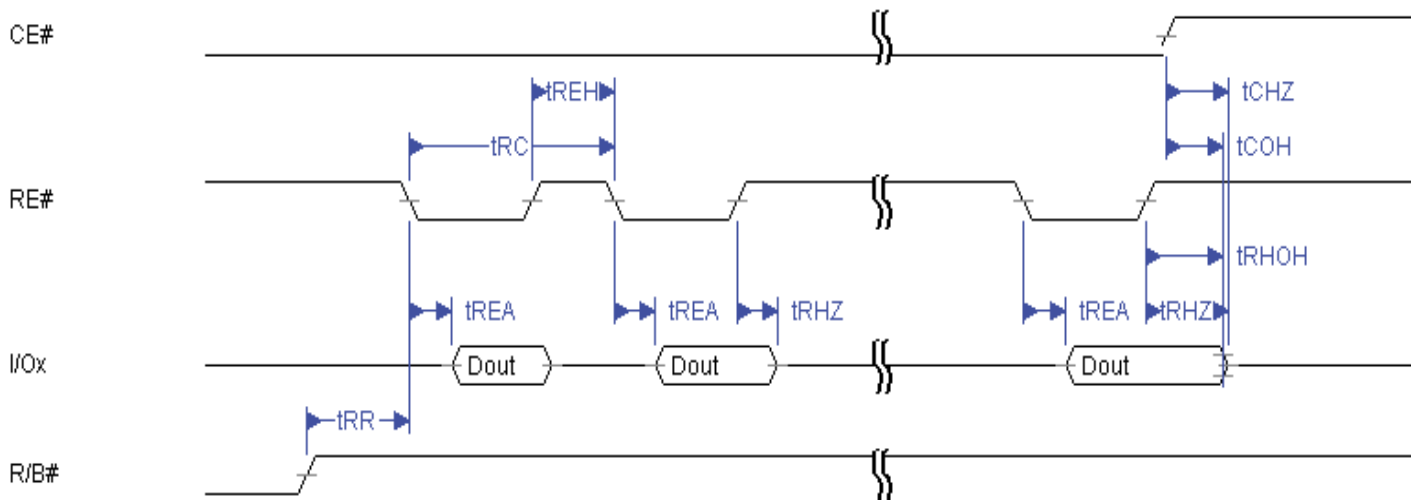 CE#
tREH
tCHZ
tRC
tCOH
RE#
tRHOH
tREA
tREA
tRHZ
tREA
tRHZ
I/Ox
Dout
Dout
Dout
tRR
R/B#